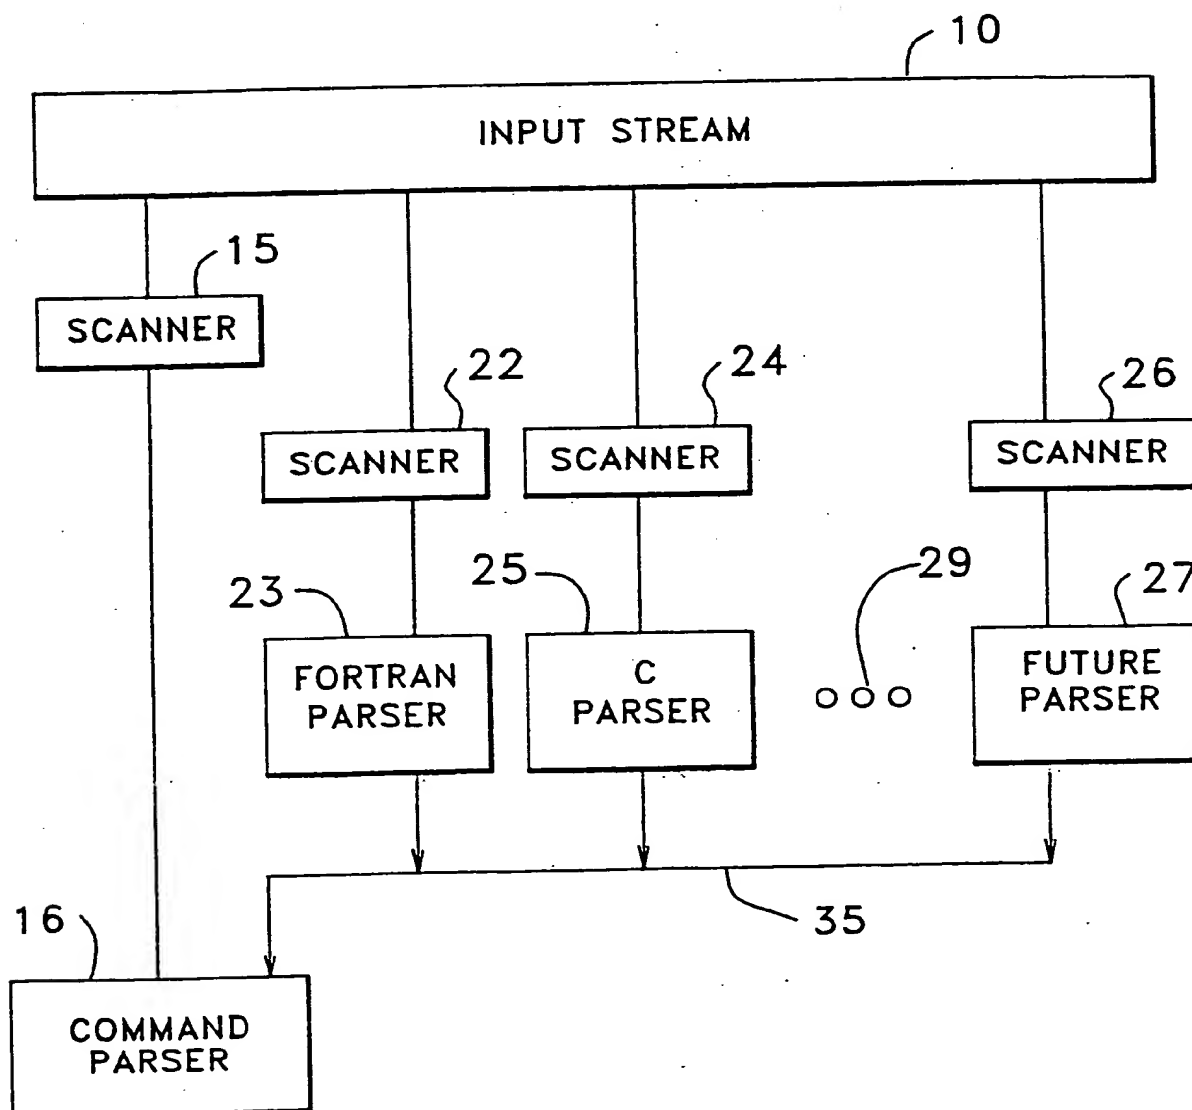 10
INPUT STREAM
15
SCANNER
22
24
26
SCANNER
SCANNER
SCANNER
23
25
29
27
FORTRAN
PARSER
C
PARSER
FUTURE
PARSER
35
16
COMMAND
PARSER